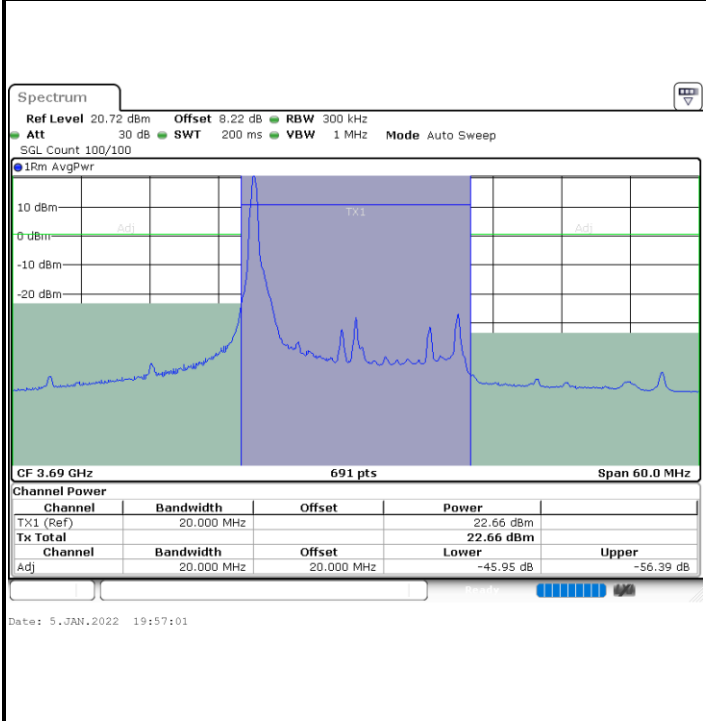 Spectrum
Ref Level 20.72 dBm Offset 8.22 dB RBW 300 kHz
Att 30 dB SWT 200 ms VBW 1 MHz Mode Auto Sweep
SGL Count 100/100
1Rm AvgPwr
10 dBm
TX1
Adj
Adj
0 dBm
-10 dBm
-20 dBm
CF 3.69 GHz 691 pts Span 60.0 MHz
Channel Power
Channel Bandwidth Offset Power
TX1 (Ref) 20.000 MHz 22.66 dBm
Tx Total 22.66 dBm
Channel Bandwidth Offset Lower Upper
Adj 20.000 MHz 20.000 MHz -45.95 dB -56.39 dB
Ready
Date: 5.JAN.2022 19:57:01